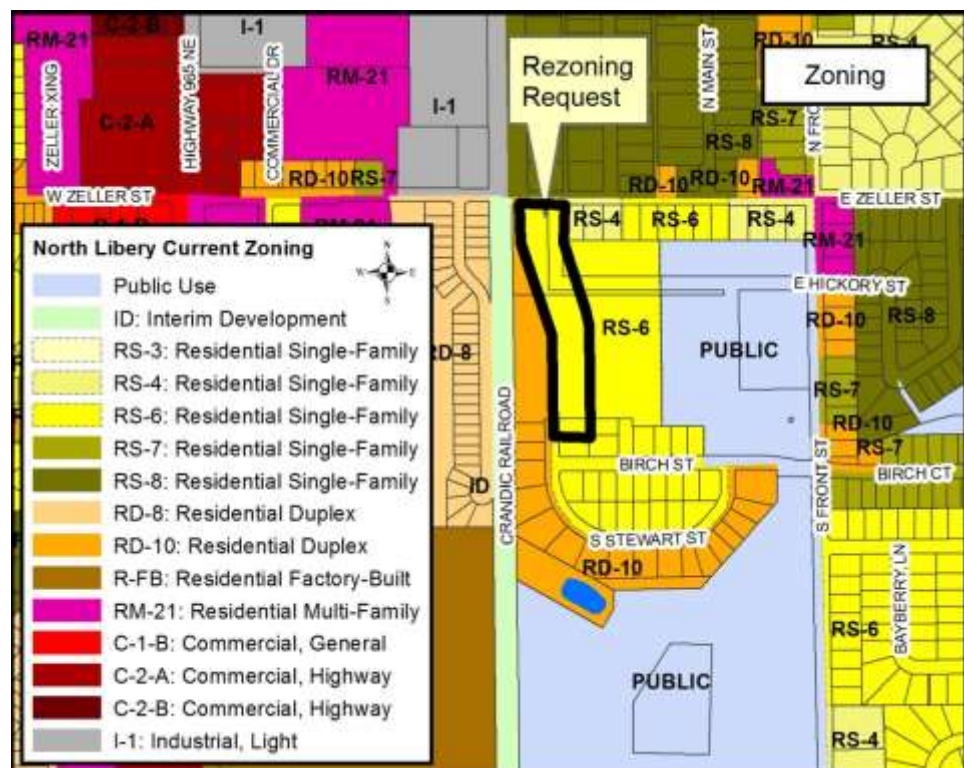 RM-21
C-2-B
I-1
ZELLER XING
HIGHWAY 965 NE
COMMERCIAL DR
C-2-A
RM-21
I-1
Rezoning
Request
N MAIN ST
RD-10
RS-4
Zoning
RS-7
RS-8
RD-10
RS-7
RD-10
RD-10
RM-21
W ZELLER ST
E ZELLER ST
RS-4
RS-6
RS-4
RM-21
North Libery Current Zoning
N
W
E
S
Public Use
ID: Interim Development
RS-3: Residential Single-Family
RS-4: Residential Single-Family
RS-6: Residential Single-Family
RS-7: Residential Single-Family
RS-8: Residential Single-Family
RD-8: Residential Duplex
RD-10: Residential Duplex
R-FB: Residential Factory-Built
RM-21: Residential Multi-Family
C-1-B: Commercial, General
C-2-A: Commercial, Highway
C-2-B: Commercial, Highway
I-1: Industrial, Light
E HICKORY ST
RD-10
RS-8
RS-6
PUBLIC
RD-8
RS-7
RD-10
RS-7
CRANDIC RAILROAD
BIRCH ST
S FRONT ST
BIRCH CT
ID
S STEWART ST
RD-10
BAYBERRY LN
RS-6
PUBLIC
RS-4